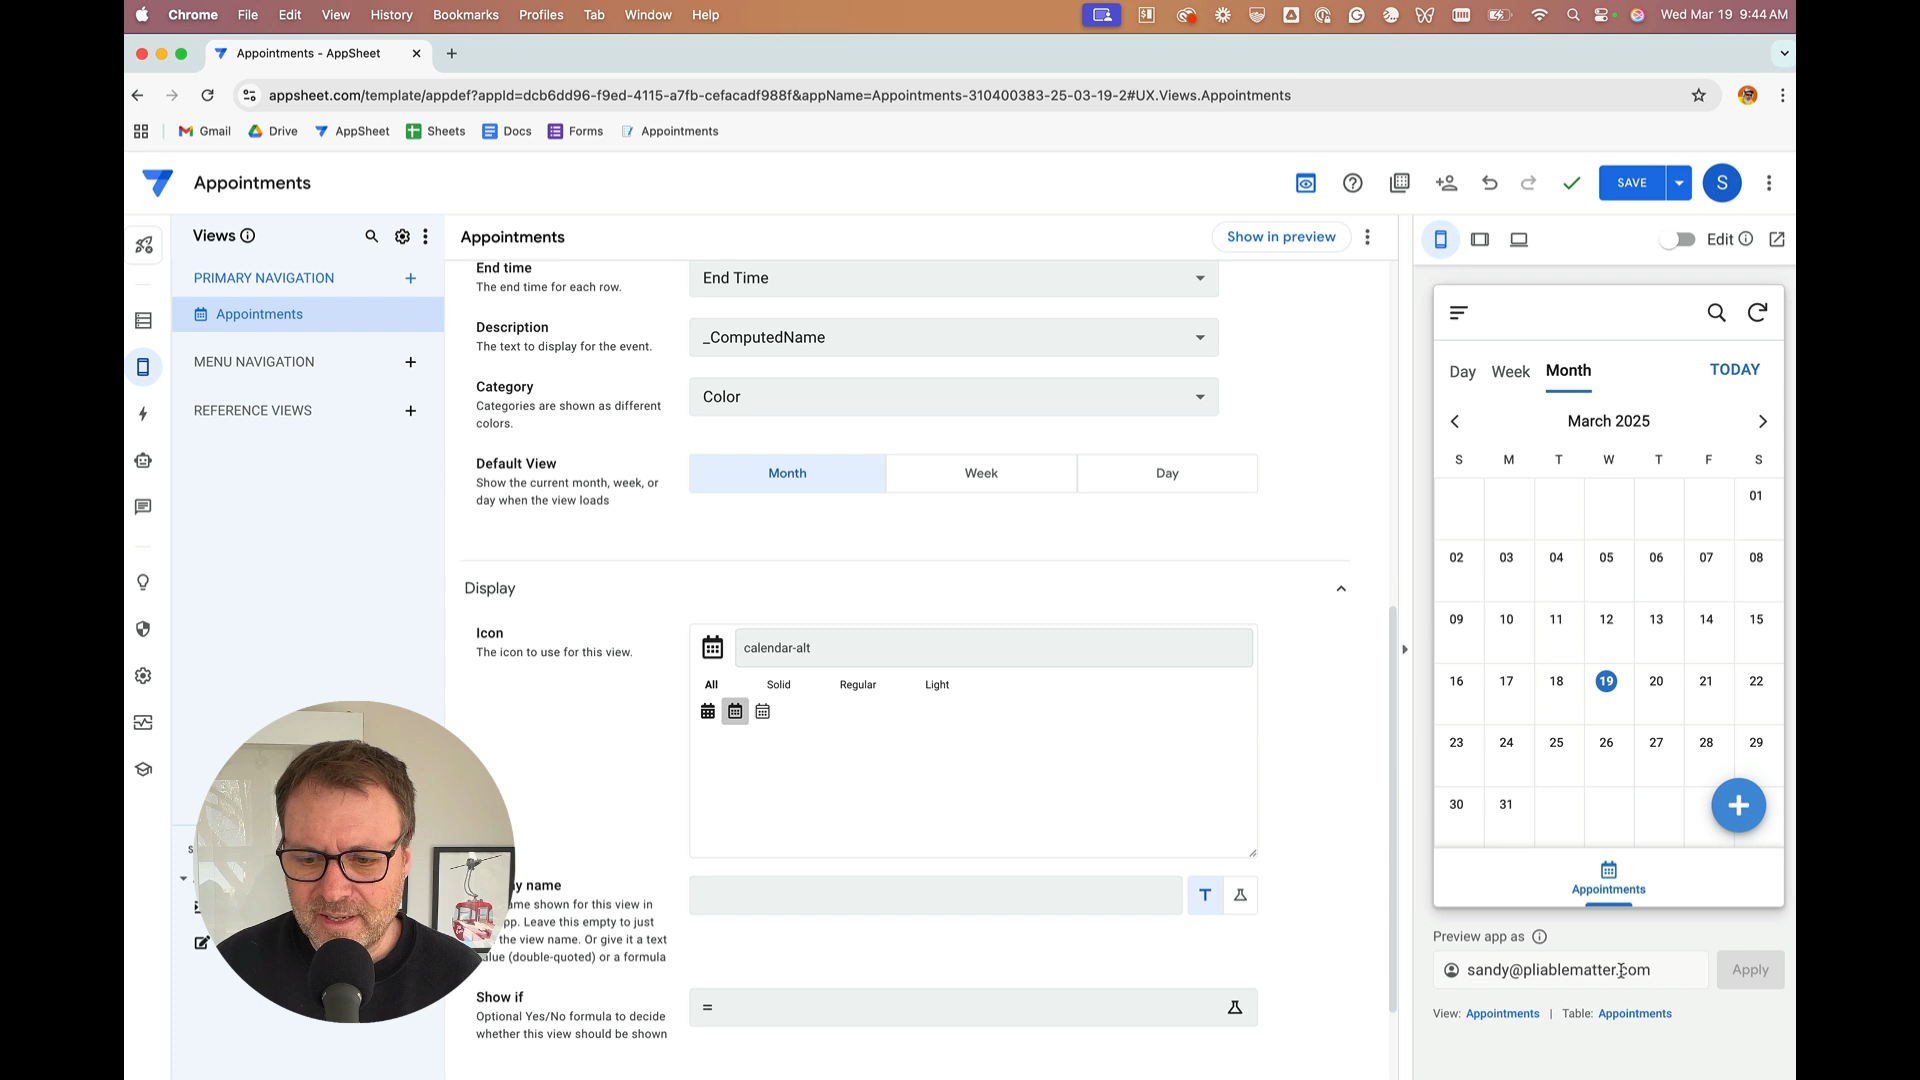 Chrome File Edit View History Bookmarks Profiles Tab Window Help
Wed Mar 19 9:44 AM
Appointments - AppSheet
appsheet.com/template/appdef?appId=dcb6dd96-f9ed-4115-a7fb-cefacadf988f&appName=Appointments-310400383-25-03-19-2#UX.Views.Appointments
Gmail Drive AppSheet Sheets Docs Forms Appointments
Appointments
SAVE
S
Views
PRIMARY NAVIGATION
Appointments
MENU NAVIGATION
REFERENCE VIEWS
Appointments
Show in preview
End time
The end time for each row.
End Time
Description
The text to display for the event.
_ComputedName
Category
Categories are shown as different
colors.
Color
Default View
Show the current month, week, or
day when the view loads
Month Week Day
Display
Icon
The icon to use for this view.
calendar-alt
All Solid Regular Light
y name
ame shown for this view in
pp. Leave this empty to just
the view name. Or give it a text
alue (double-quoted) or a formula
T
Show if
Optional Yes/No formula to decide
whether this view should be shown
=
Edit
Day Week Month TODAY
March 2025
S M T W T F S
01
02 03 04 05 06 07 08
09 10 11 12 13 14 15
16 17 18 19 20 21 22
23 24 25 26 27 28 29
30 31
Appointments
Preview app as
sandy@pliablematter.com
Apply
View: Appointments | Table: Appointments